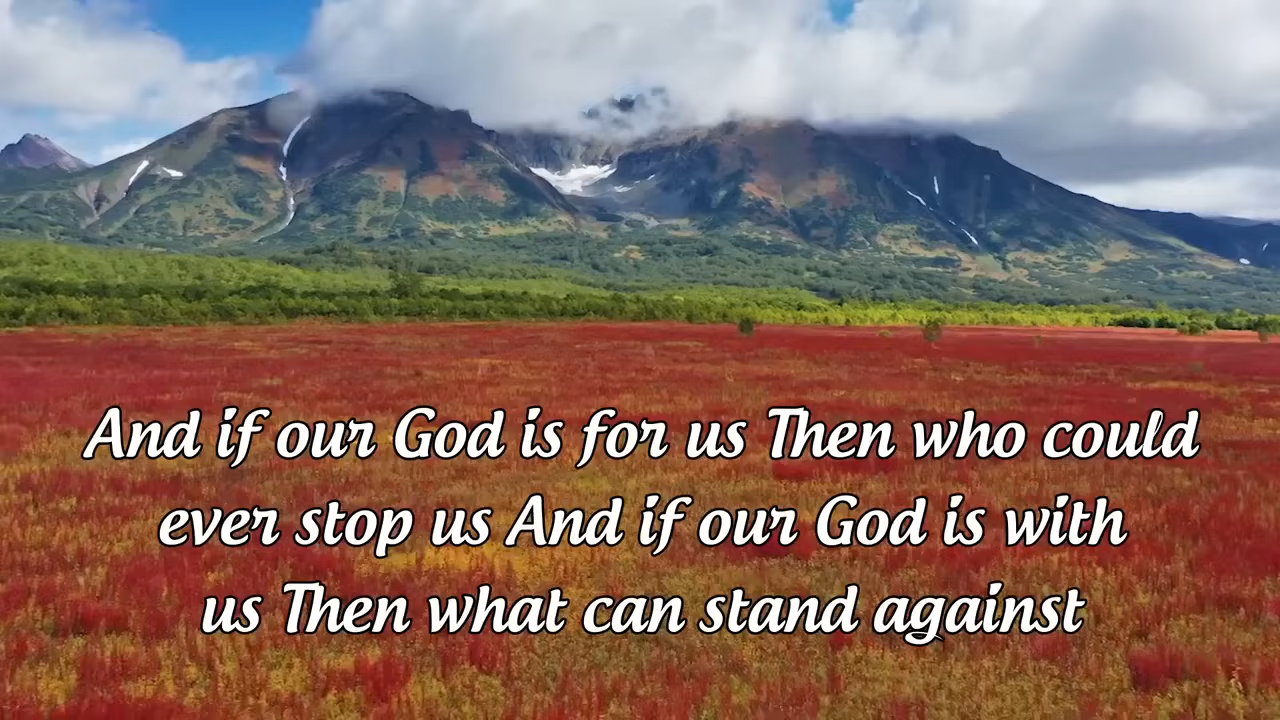 And if our God is for us Then who could
ever stop us And if our God is with
us Then what can stand against